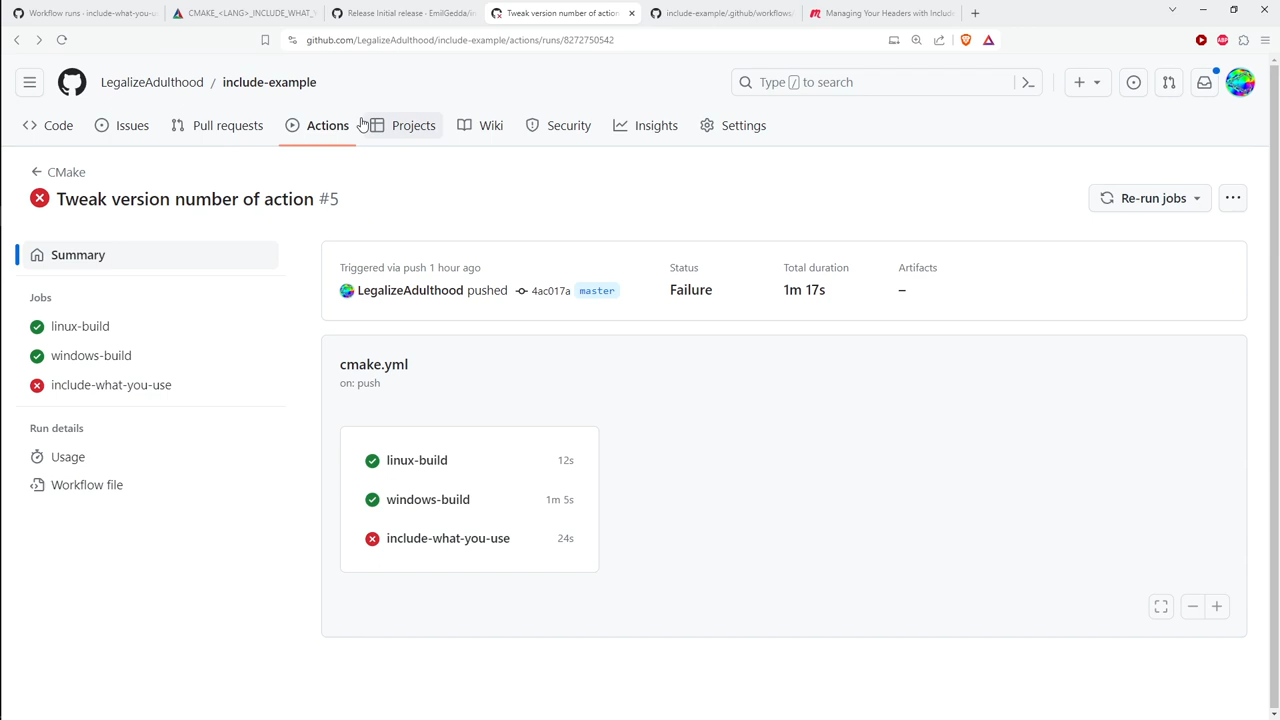 Workflow runs - include-what-you-us
CMAKE_<LANG>_INCLUDE_WHAT_Y
Release Initial release - EmilGedda/in
Tweak version number of action
include-example/.github/workflows/
Managing Your Headers with Includ
github.com/LegalizeAdulthood/include-example/actions/runs/8272750542
ABP
LegalizeAdulthood / include-example
Type / to search
Code
Issues
Pull requests
Actions
Projects
Wiki
Security
Insights
Settings
CMake
Tweak version number of action #5
Re-run jobs
Summary
Jobs
linux-build
windows-build
include-what-you-use
Run details
Usage
Workflow file
Triggered via push 1 hour ago
LegalizeAdulthood pushed 4ac017a master
Status
Failure
Total duration
1m 17s
Artifacts
–
cmake.yml
on: push
linux-build 12s
windows-build 1m 5s
include-what-you-use 24s